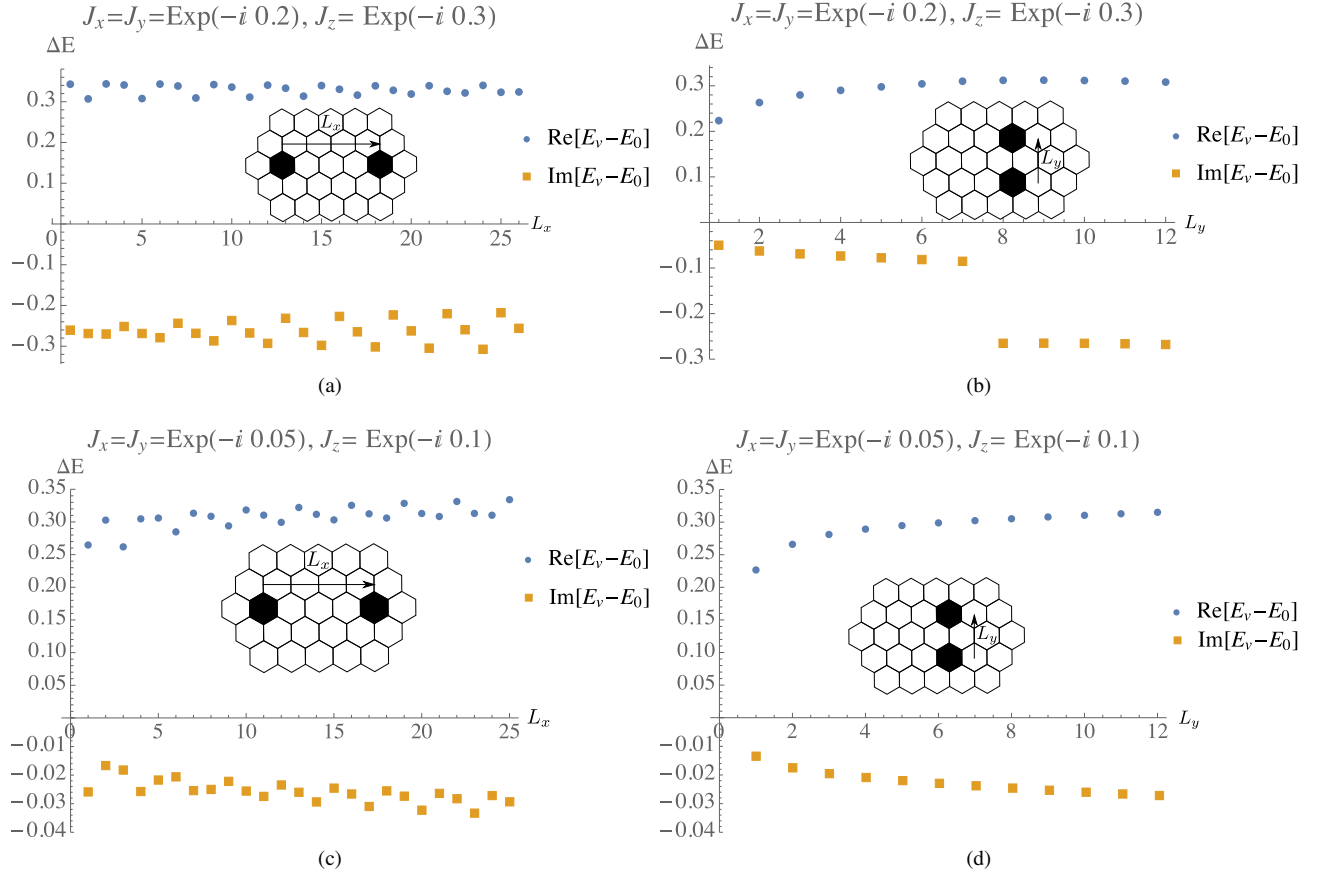 J_x=J_y=Exp(-i 0.2), J_z= Exp(-i 0.3)
ΔE
0.3
0.2
0.1
0 5 10 15 20 25 L_x
−0.1
−0.2
−0.3
L_x
Re[E_v−E_0]
Im[E_v−E_0]
(a)
J_x=J_y=Exp(-i 0.2), J_z= Exp(-i 0.3)
ΔE
0.3
0.2
0.1
2 4 6 8 10 12 L_y
−0.1
−0.2
−0.3
L_y
Re[E_v−E_0]
Im[E_v−E_0]
(b)
J_x=J_y=Exp(-i 0.05), J_z= Exp(-i 0.1)
ΔE
0.35
0.30
0.25
0.20
0.15
0.10
0.05
0 5 10 15 20 25 L_x
−0.01
−0.02
−0.03
−0.04
L_x
Re[E_v−E_0]
Im[E_v−E_0]
(c)
J_x=J_y=Exp(-i 0.05), J_z= Exp(-i 0.1)
ΔE
0.35
0.30
0.25
0.20
0.15
0.10
0.05
0 2 4 6 8 10 12 L_y
−0.01
−0.02
−0.03
−0.04
L_y
Re[E_v−E_0]
Im[E_v−E_0]
(d)